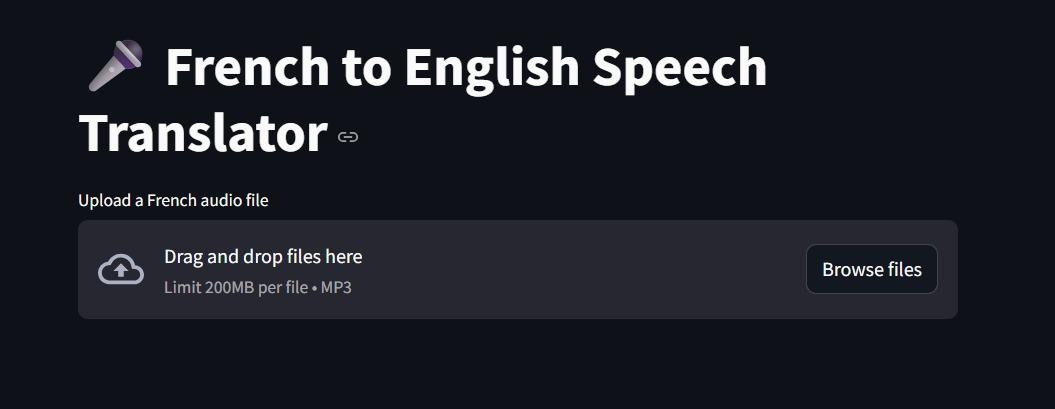 🎤 French to English Speech
Translator
Upload a French audio file
Drag and drop files here
Limit 200MB per file • MP3
Browse files